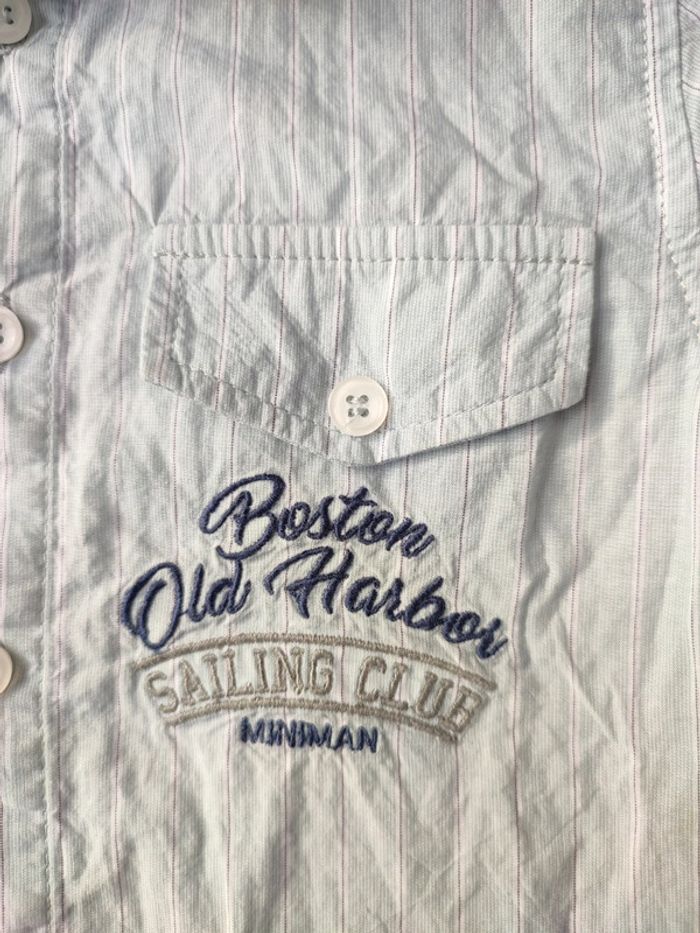 Boston
Old Harbor
SAILING CLUB
MINIMAN